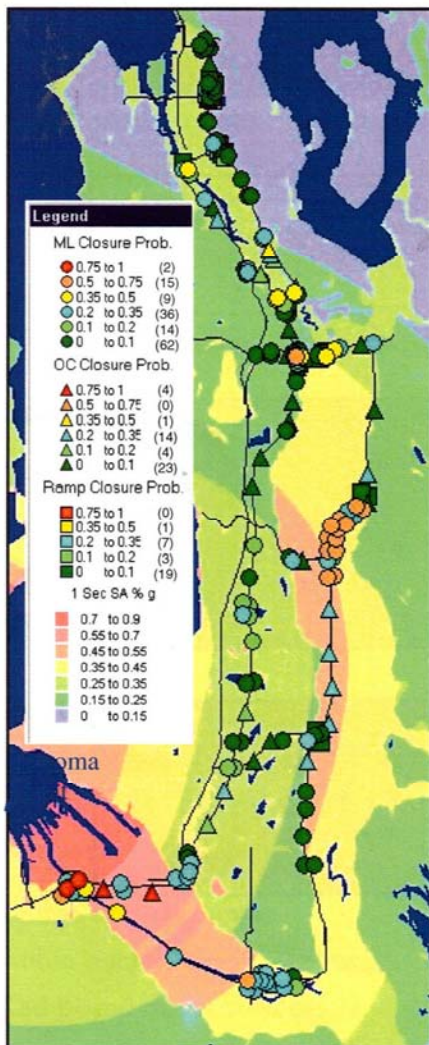 Legend
ML Closure Prob.
0.75 to 1 (2)
0.5 to 0.75 (15)
0.35 to 0.5 (9)
0.2 to 0.35 (36)
0.1 to 0.2 (14)
0 to 0.1 (62)
OC Closure Prob.
0.75 to 1 (4)
0.5 to 0.75 (0)
0.35 to 0.5 (1)
0.2 to 0.35 (14)
0.1 to 0.2 (4)
0 to 0.1 (23)
Ramp Closure Prob.
0.75 to 1 (0)
0.35 to 0.5 (1)
0.2 to 0.35 (7)
0.1 to 0.2 (3)
0 to 0.1 (19)
1 Sec SA % g
0.7 to 0.9
0.55 to 0.7
0.45 to 0.55
0.35 to 0.45
0.25 to 0.35
0.15 to 0.25
0 to 0.15
oma